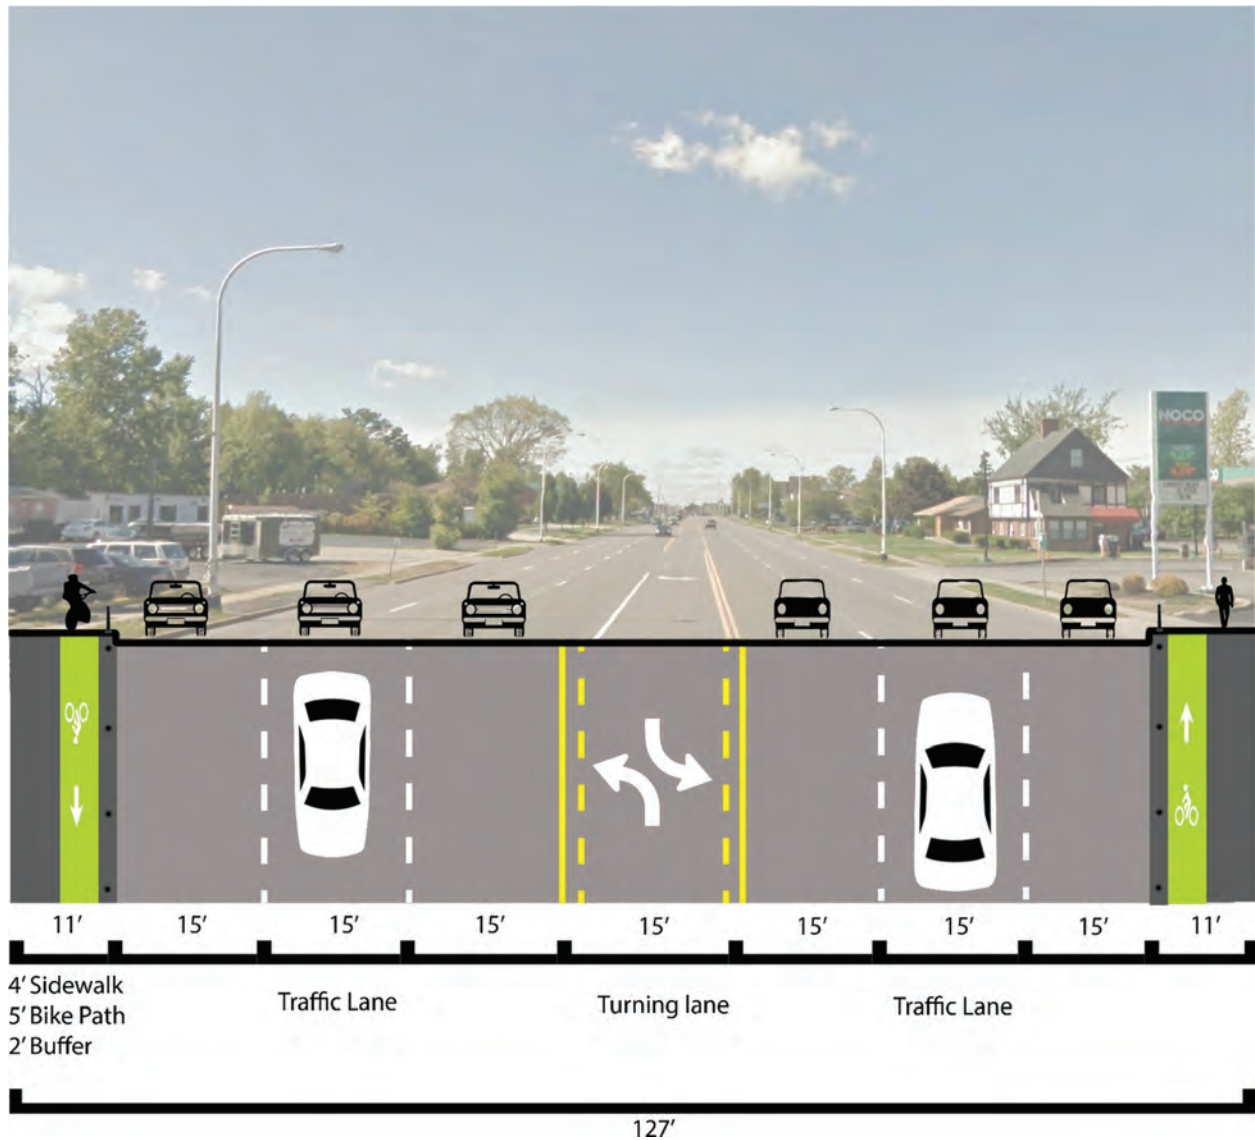 NOCO
11’ 15’ 15’ 15’ 15’ 15’ 15’ 15’ 11’
4’ Sidewalk
5’ Bike Path
2’ Buffer
Traffic Lane Turning lane Traffic Lane
127’